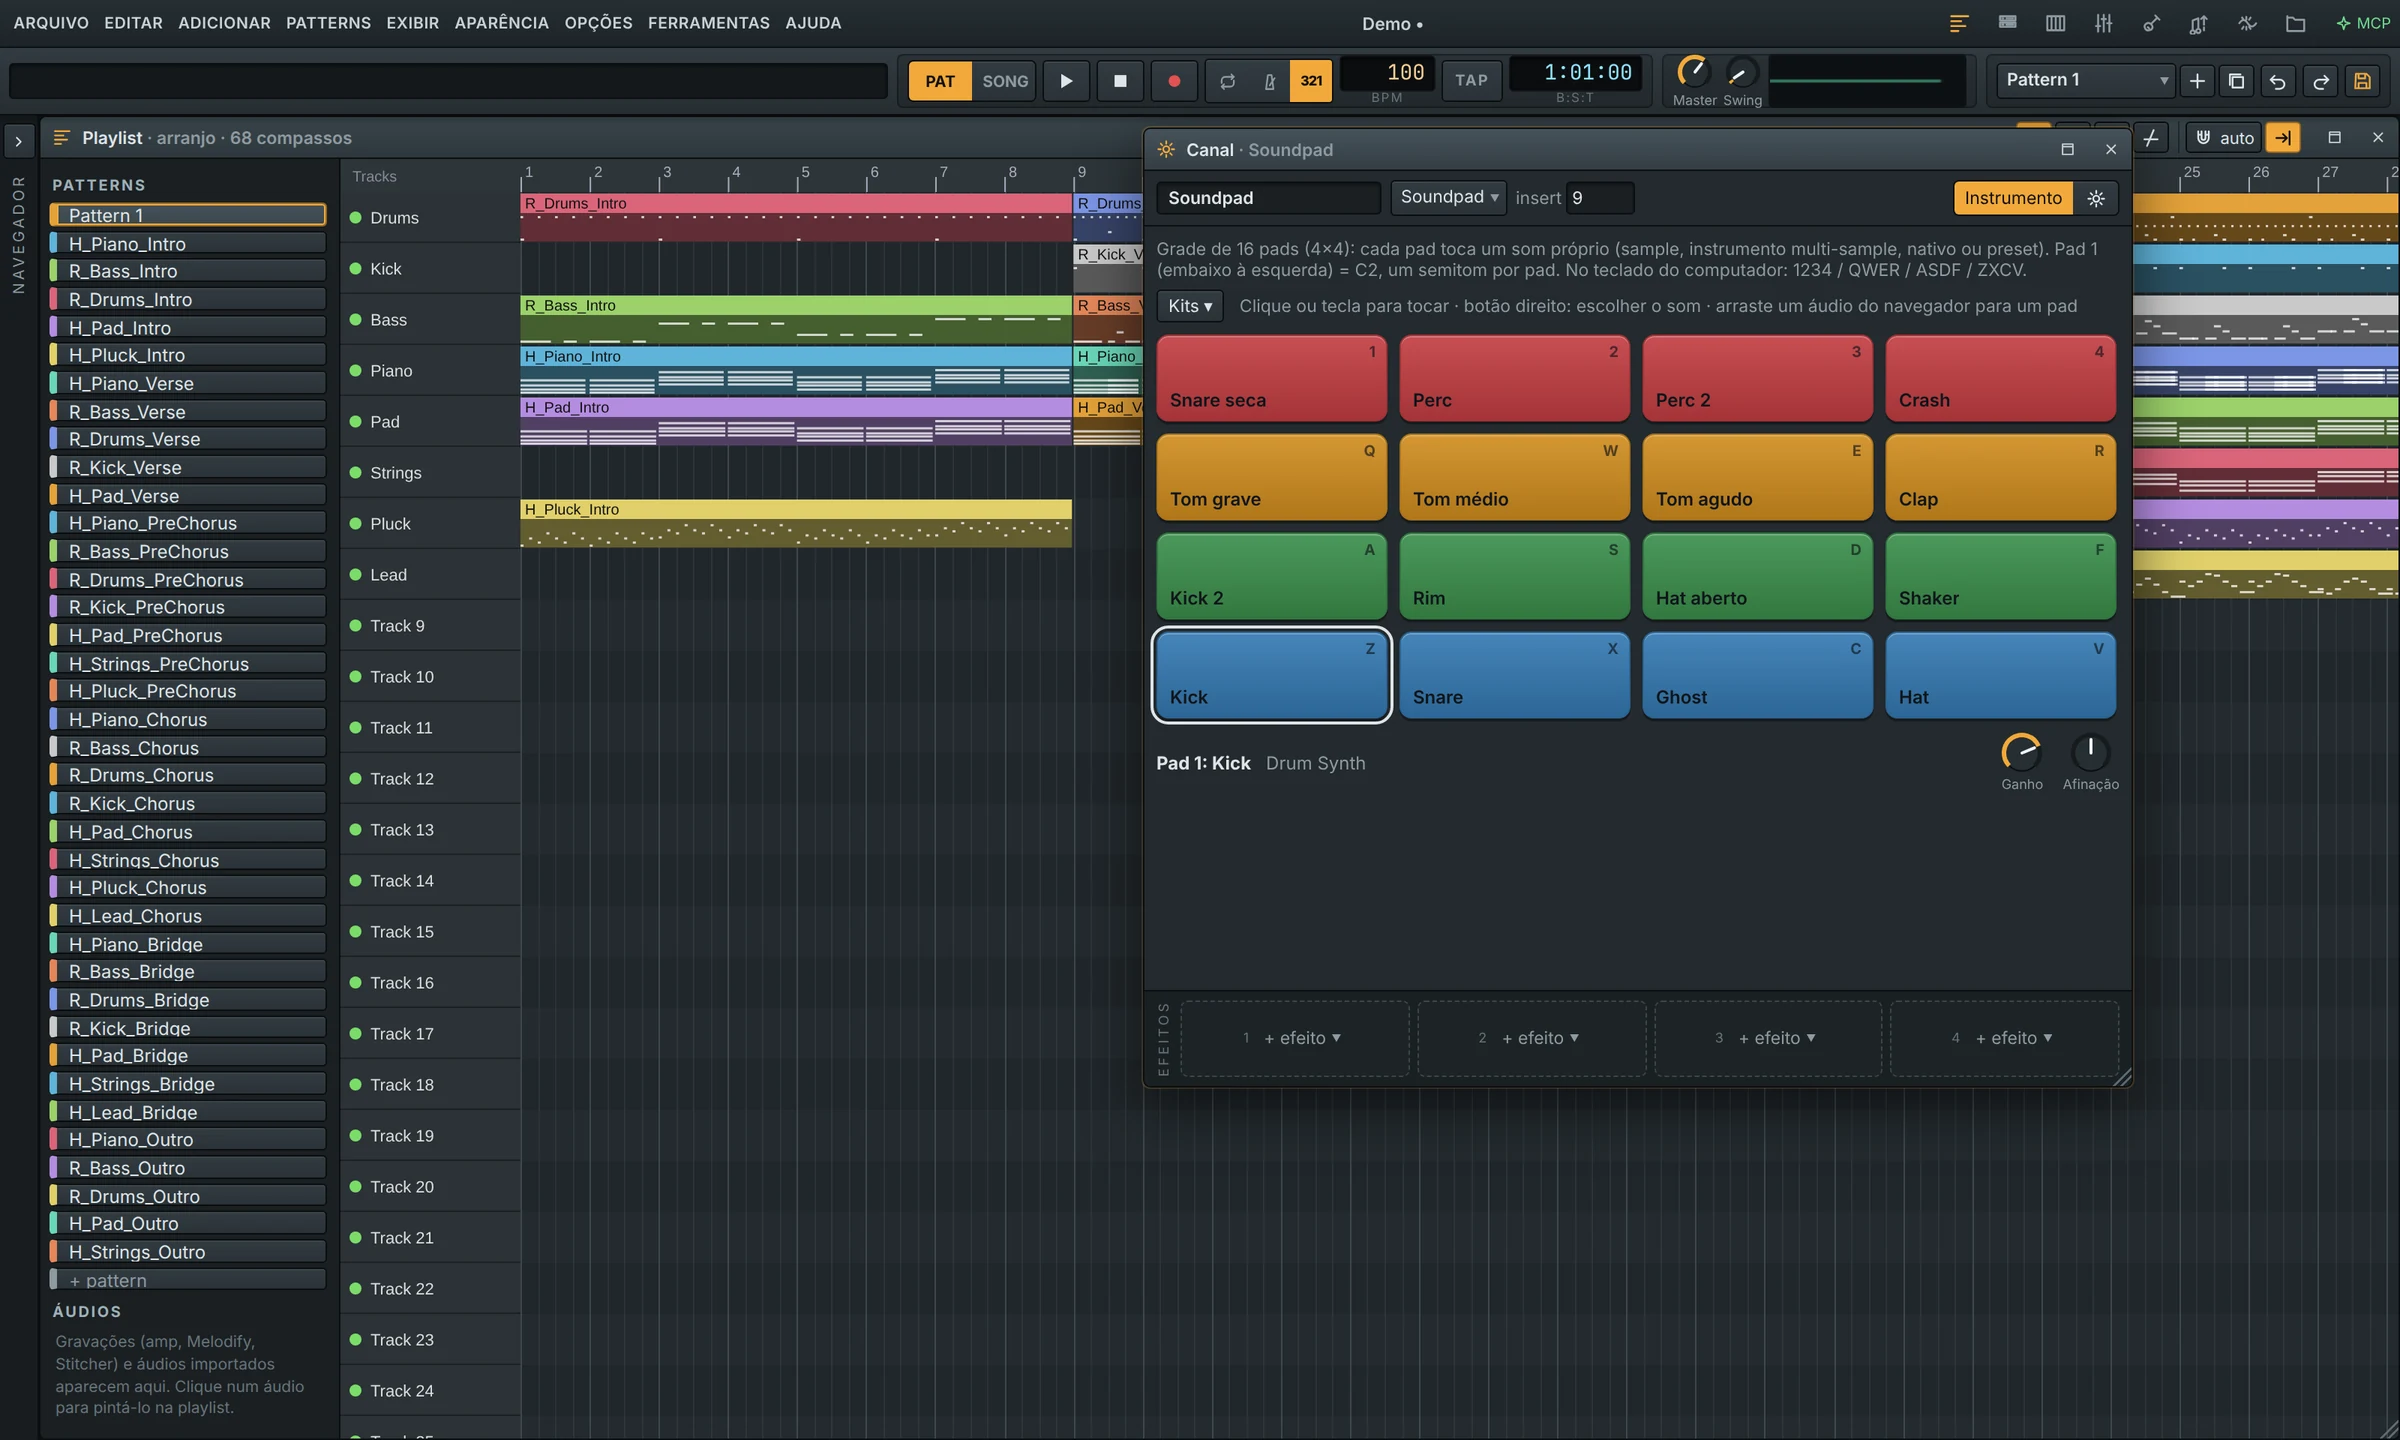 ARQUIVO EDITAR ADICIONAR PATTERNS EXIBIR APARÊNCIA OPÇÕES FERRAMENTAS AJUDA
Demo •
MCP
PAT SONG
321
100
BPM
TAP
1:01:00
B:S:T
Master Swing
Pattern 1
NAVEGADOR
Playlist · arranjo · 68 compassos
auto
PATTERNS
Pattern 1
H_Piano_Intro
R_Bass_Intro
R_Drums_Intro
H_Pad_Intro
H_Pluck_Intro
H_Piano_Verse
R_Bass_Verse
R_Drums_Verse
R_Kick_Verse
H_Pad_Verse
H_Piano_PreChorus
R_Bass_PreChorus
R_Drums_PreChorus
R_Kick_PreChorus
H_Pad_PreChorus
H_Strings_PreChorus
H_Pluck_PreChorus
H_Piano_Chorus
R_Bass_Chorus
R_Drums_Chorus
R_Kick_Chorus
H_Pad_Chorus
H_Strings_Chorus
H_Pluck_Chorus
H_Lead_Chorus
H_Piano_Bridge
R_Bass_Bridge
R_Drums_Bridge
R_Kick_Bridge
H_Pad_Bridge
H_Strings_Bridge
H_Lead_Bridge
H_Piano_Outro
R_Bass_Outro
R_Drums_Outro
H_Pad_Outro
H_Strings_Outro
+ pattern
ÁUDIOS
Gravações (amp, Melodify,
Stitcher) e áudios importados
aparecem aqui. Clique num áudio
para pintá-lo na playlist.
Tracks
1 2 3 4 5 6 7 8 9
25 26 27 2
Drums
Kick
Bass
Piano
Pad
Strings
Pluck
Lead
Track 9
Track 10
Track 11
Track 12
Track 13
Track 14
Track 15
Track 16
Track 17
Track 18
Track 19
Track 20
Track 21
Track 22
Track 23
Track 24
R_Drums_Intro
R_Drums
R_Kick_V
R_Bass_Intro
R_Bass_V
H_Piano_Intro
H_Piano_
H_Pad_Intro
H_Pad_V
H_Pluck_Intro
Canal · Soundpad
Soundpad
Soundpad
insert 9
Instrumento
Grade de 16 pads (4×4): cada pad toca um som próprio (sample, instrumento multi-sample, nativo ou preset). Pad 1
(embaixo à esquerda) = C2, um semitom por pad. No teclado do computador: 1234 / QWER / ASDF / ZXCV.
Kits ▾
Clique ou tecla para tocar · botão direito: escolher o som · arraste um áudio do navegador para um pad
1 2 3 4
Snare seca Perc Perc 2 Crash
Q W E R
Tom grave Tom médio Tom agudo Clap
A S D F
Kick 2 Rim Hat aberto Shaker
Z X C V
Kick Snare Ghost Hat
Pad 1: Kick Drum Synth
Ganho Afinação
EFEITOS
1 + efeito ▾
2 + efeito ▾
3 + efeito ▾
4 + efeito ▾